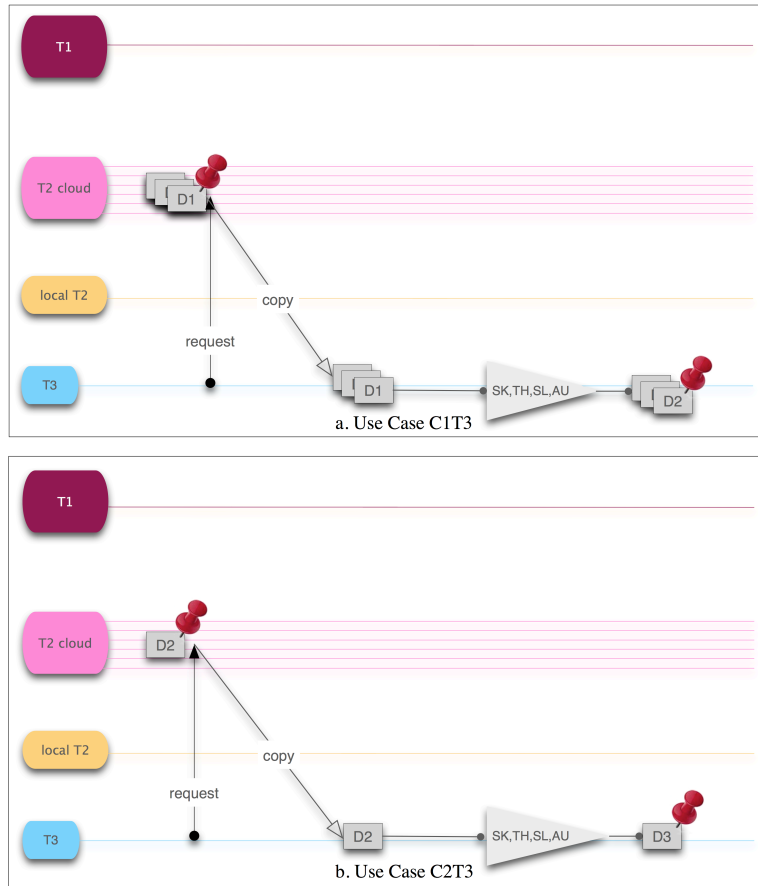 T1
T2 cloud
D
D1
local T2
copy
request
T3
D1
SK,TH,SL,AU
D2
a. Use Case C1T3
T1
T2 cloud
D2
local T2
copy
request
T3
D2
SK,TH,SL,AU
D3
b. Use Case C2T3